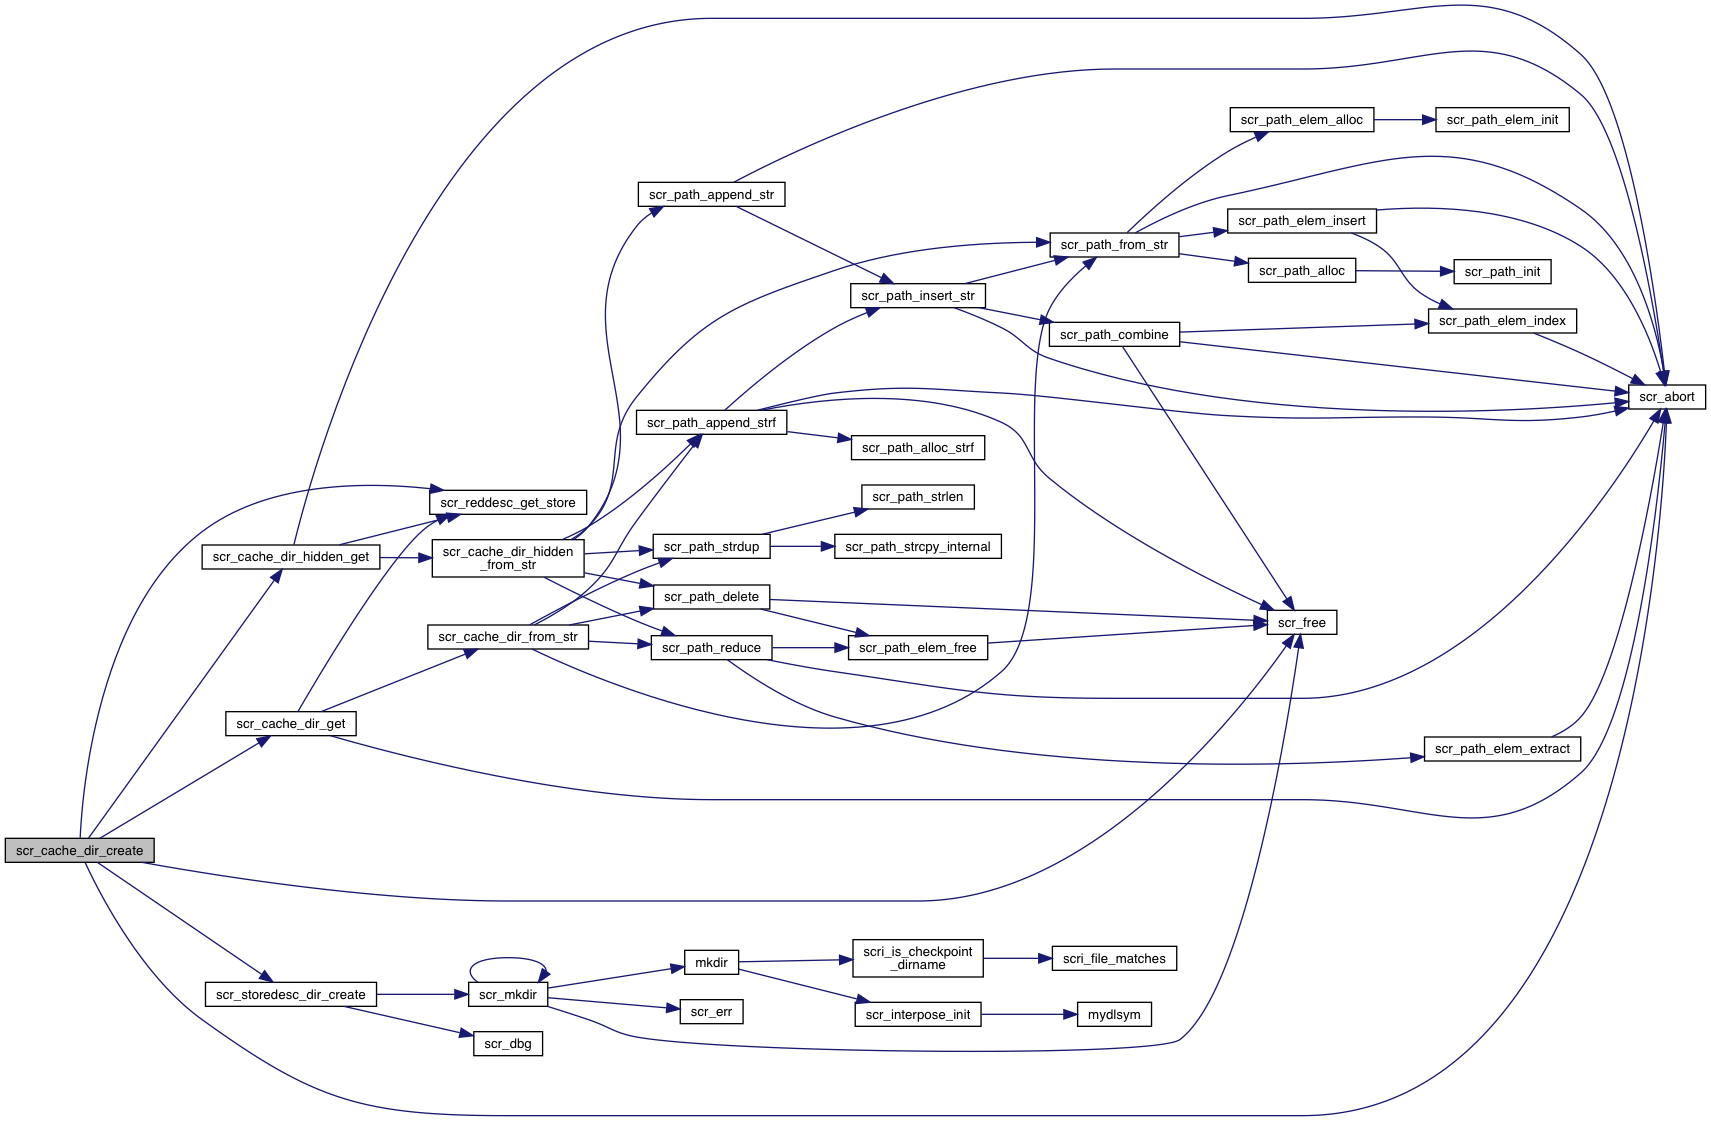 scr_path_elem_alloc
scr_path_elem_init
scr_path_append_str
scr_path_elem_insert
scr_path_from_str
scr_path_alloc
scr_path_init
scr_path_insert_str
scr_path_elem_index
scr_path_combine
scr_abort
scr_path_append_strf
scr_path_alloc_strf
scr_path_strlen
scr_reddesc_get_store
scr_cache_dir_hidden_get
scr_cache_dir_hidden
_from_str
scr_path_strdup
scr_path_strcpy_internal
scr_path_delete
scr_free
scr_cache_dir_from_str
scr_path_reduce
scr_path_elem_free
scr_cache_dir_get
scr_path_elem_extract
scr_cache_dir_create
scri_is_checkpoint
_dirname
scri_file_matches
mkdir
scr_storedesc_dir_create
scr_mkdir
scr_err
scr_interpose_init
mydlsym
scr_dbg